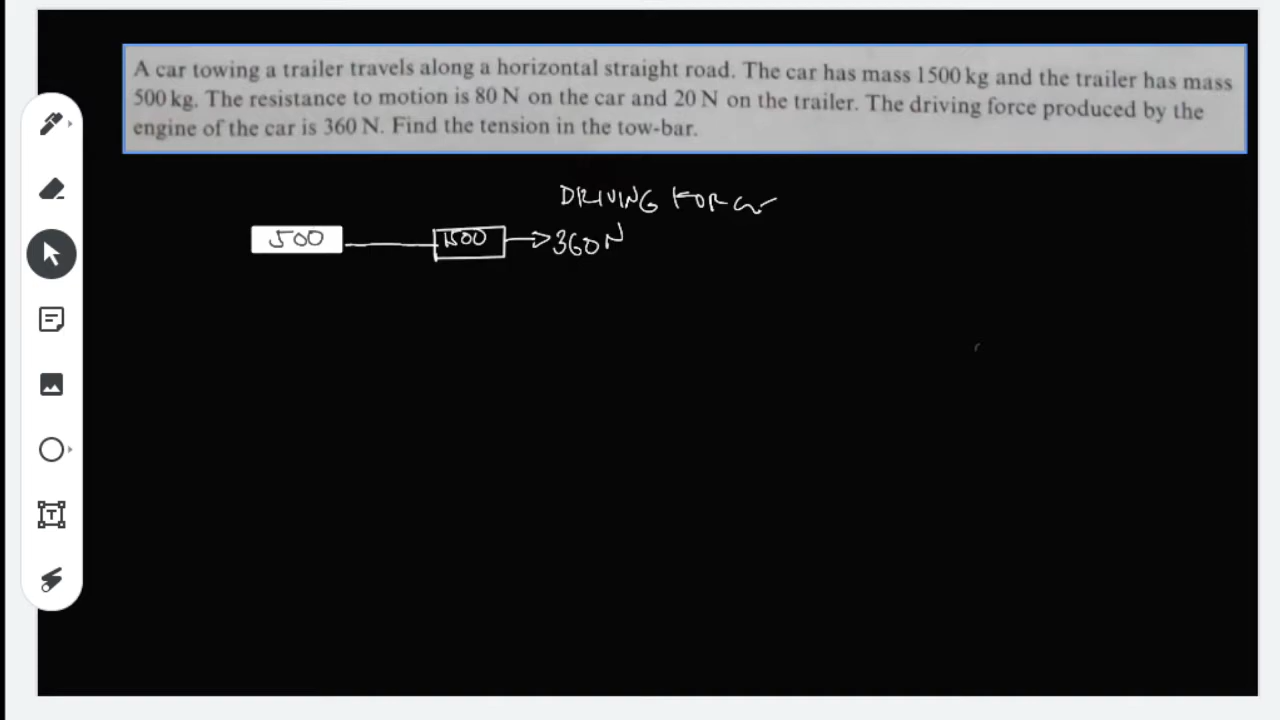 A car towing a trailer travels along a horizontal straight road. The car has mass 1500 kg and the trailer has mass
500 kg. The resistance to motion is 80 N on the car and 20 N on the trailer. The driving force produced by the
engine of the car is 360 N. Find the tension in the tow-bar.
DRIVING FORCE
500 1500 360N
T